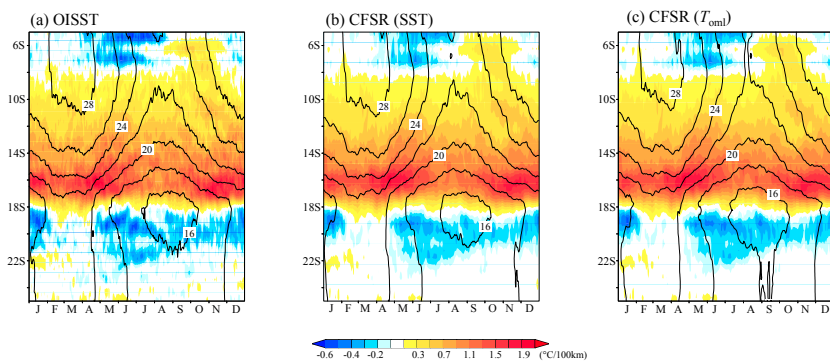 (a) OISST
(b) CFSR (SST)
(c) CFSR (Toml)
6S
10S
14S
18S
22S
28
24
20
16
J F M A M J J A S O N D
6S
10S
14S
18S
22S
28
24
20
16
J F M A M J J A S O N D
6S
10S
14S
18S
22S
28
24
20
16
J F M A M J J A S O N D
-0.6 -0.4 -0.2 0.3 0.7 1.1 1.5 1.9 (°C/100km)